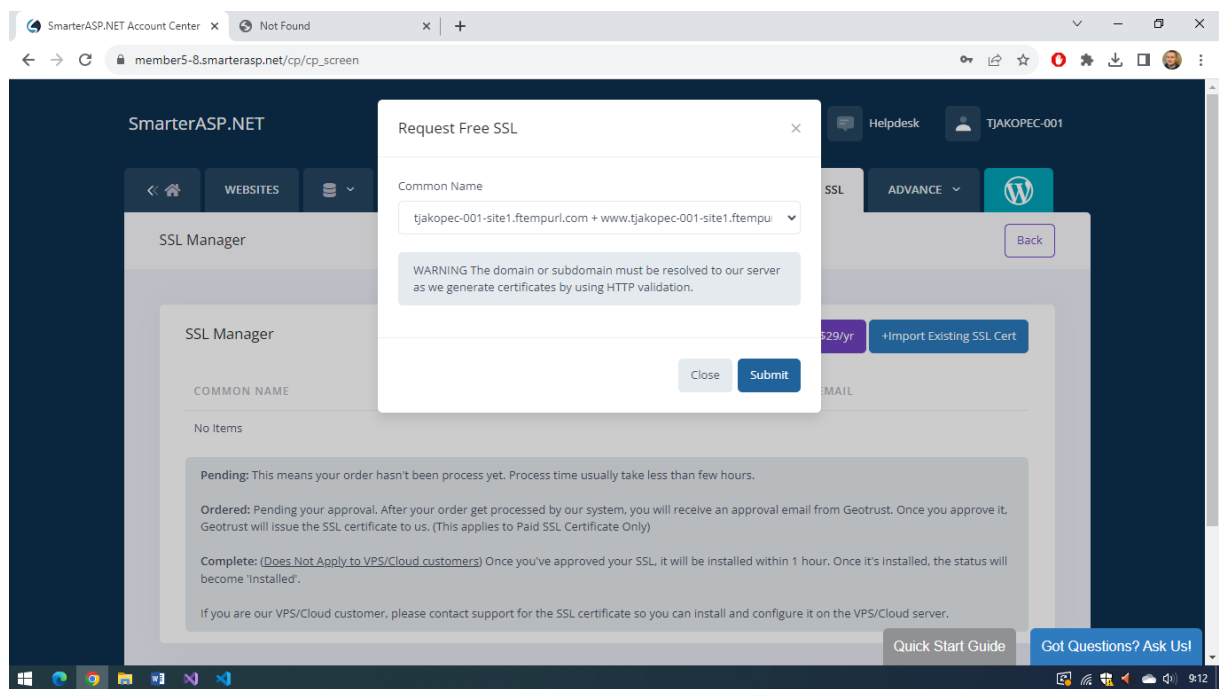 SmarterASP.NET Account Center
Not Found
member5-8.smarterasp.net/cp/cp_screen
SmarterASP.NET
Helpdesk
TJAKOPEC-001
WEBSITES
SSL
ADVANCE
Request Free SSL
Common Name
tjakopec-001-site1.ftempurl.com + www.tjakopec-001-site1.ftempu
WARNING The domain or subdomain must be resolved to our server
as we generate certificates by using HTTP validation.
Close
Submit
SSL Manager
Back
SSL Manager
$29/yr
+Import Existing SSL Cert
COMMON NAME
EMAIL
No Items
Pending: This means your order hasn't been process yet. Process time usually take less than few hours.
Ordered: Pending your approval. After your order get processed by our system, you will receive an approval email from Geotrust. Once you approve it,
Geotrust will issue the SSL certificate to us. (This applies to Paid SSL Certificate Only)
Complete: (Does Not Apply to VPS/Cloud customers) Once you've approved your SSL, it will be installed within 1 hour. Once it's installed, the status will
become 'Installed'.
If you are our VPS/Cloud customer, please contact support for the SSL certificate so you can install and configure it on the VPS/Cloud server.
Quick Start Guide
Got Questions? Ask Us!
9:12